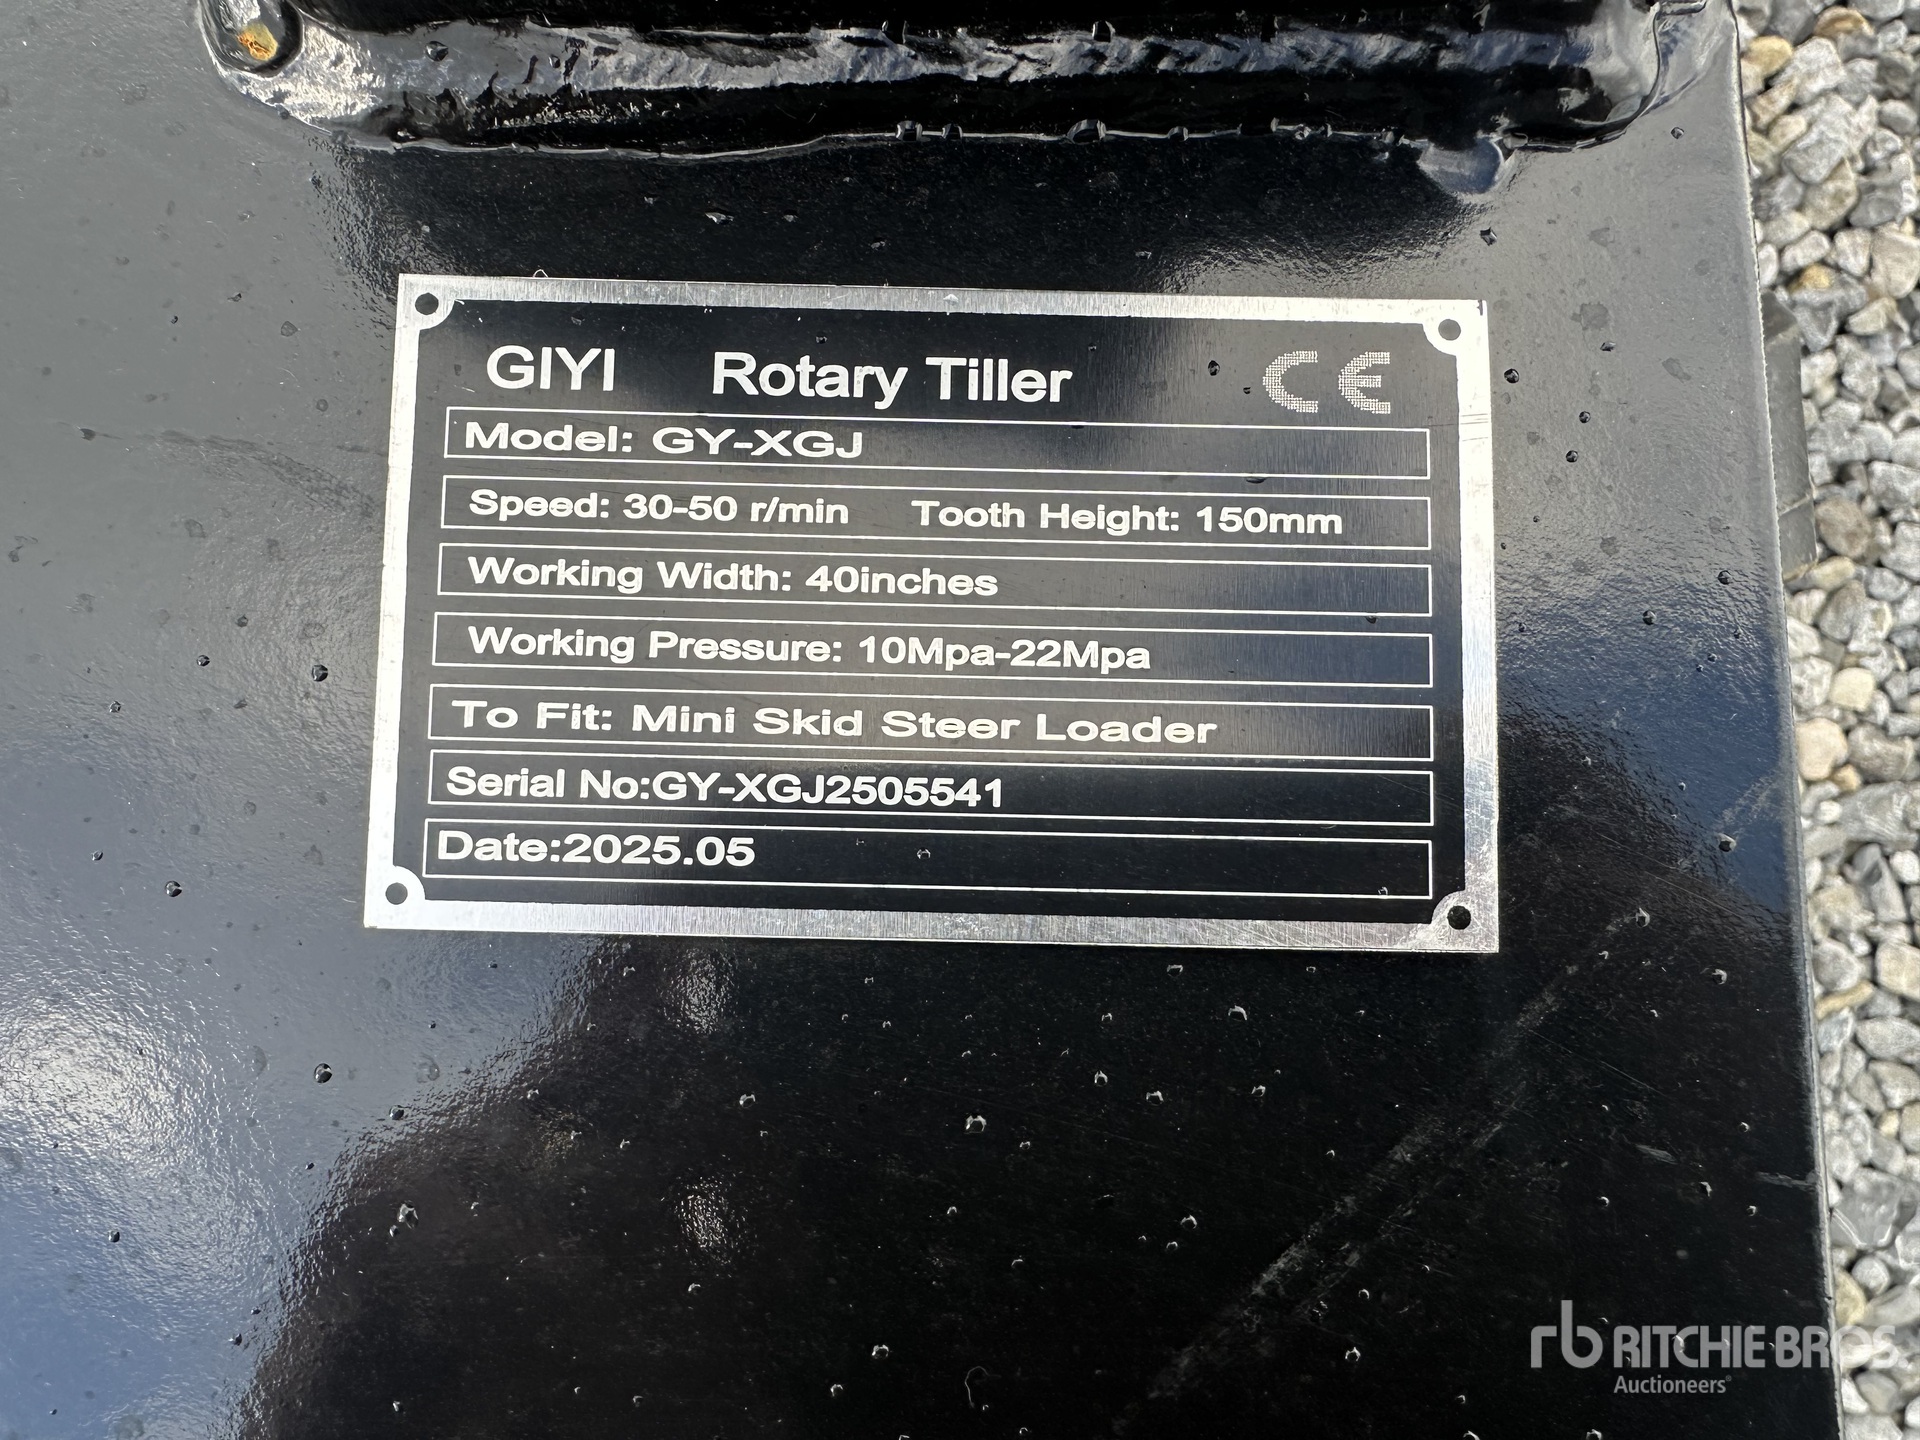 GIYI Rotary Tiller CE
Model: GY-XGJ
Speed: 30-50 r/min Tooth Height: 150mm
Working Width: 40inches
Working Pressure: 10Mpa-22Mpa
To Fit: Mini Skid Steer Loader
Serial No:GY-XGJ2505541
Date:2025.05
rb RITCHIE BROS.
Auctioneers®